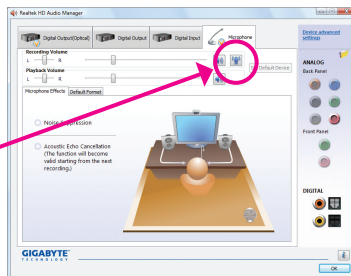 Realtek HD Audio Manager
Digital Output(Optical)
Digital Output
Digital Input
Microphone
Device advanced
settings
Recording Volume
L
R
Default Device
Playback Volume
L
R
ANALOG
Back Panel
Microphone Effects
Default Format
Noise Suppression
Acoustic Echo Cancellation
(The function will become
valid starting from the next
recording.)
Front Panel
DIGITAL
GIGABYTE
TECHNOLOGY
OK